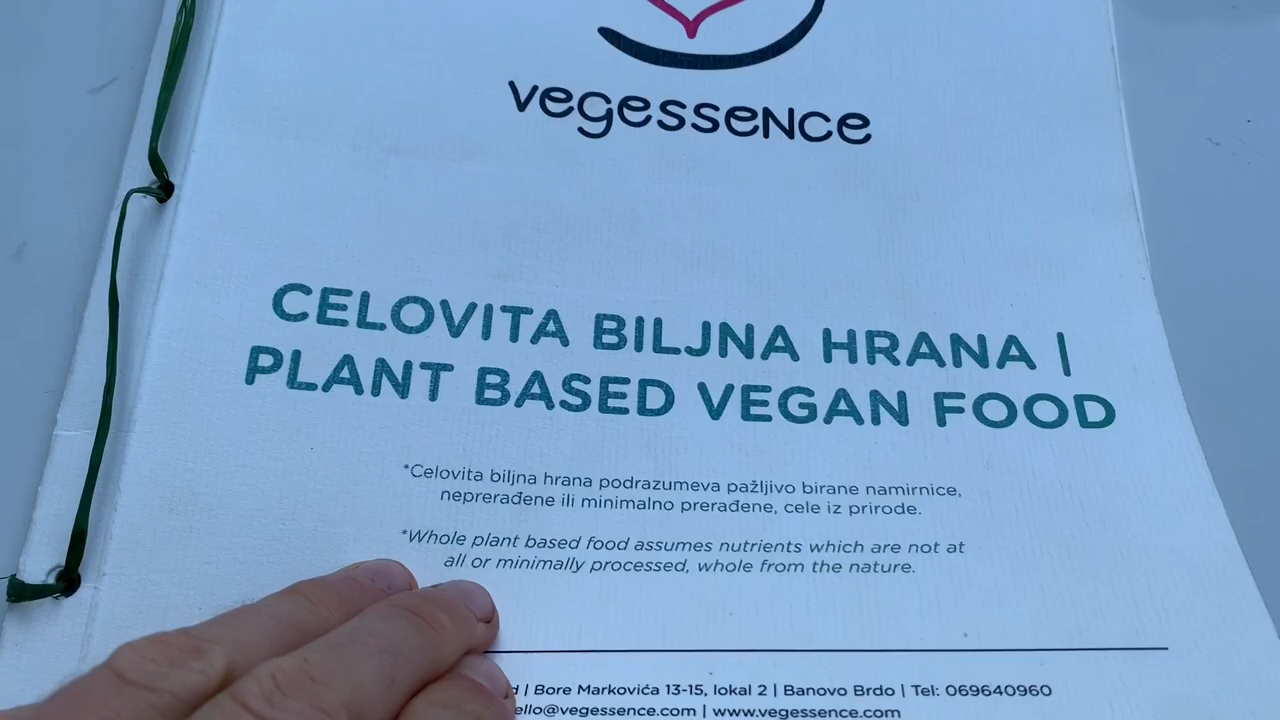 vegesseNce
CELOVITA BILJNA HRANA |
PLANT BASED VEGAN FOOD
*Celovita biljna hrana podrazumeva pažljivo birane namirnice,
neprerađene ili minimalno prerađene, cele iz prirode.
*Whole plant based food assumes nutrients which are not at
all or minimally processed, whole from the nature.
| Bore Markovića 13-15, lokal 2 | Banovo Brdo | Tel: 069640960
ello@vegessence.com | www.vegessence.com